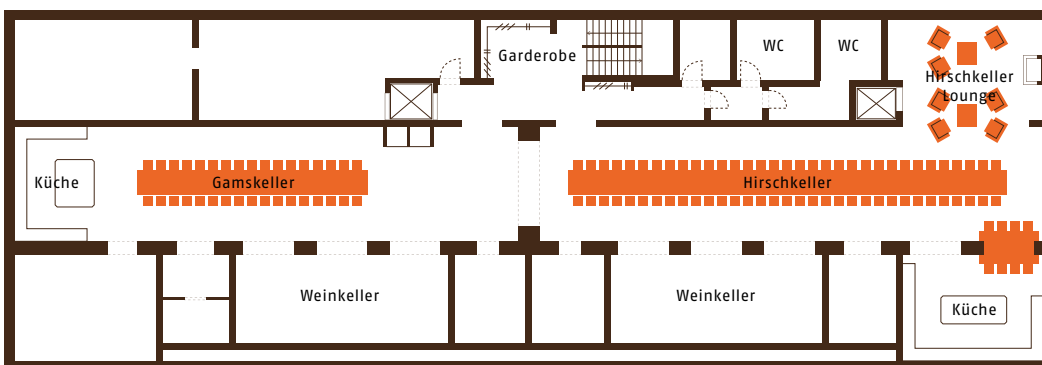 Garderobe
WC
WC
Hirschkeller
Lounge
Küche
Gamskeller
Hirschkeller
Weinkeller
Weinkeller
Küche